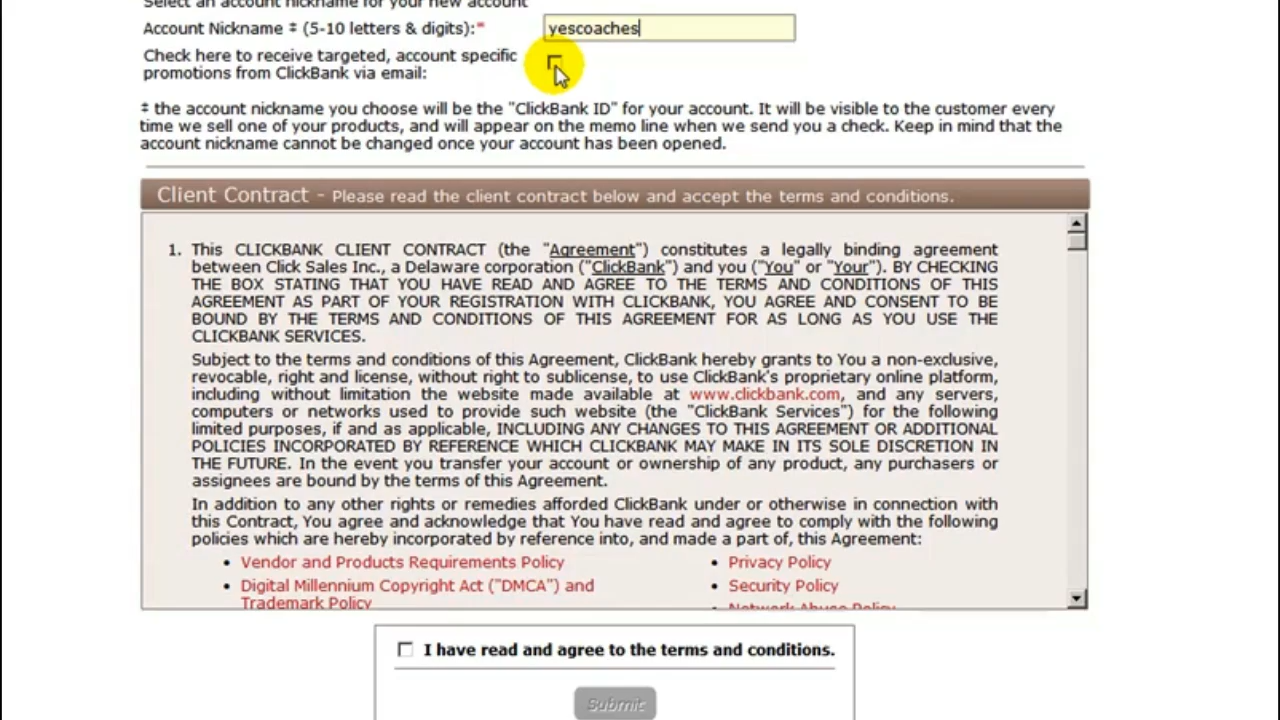 Select an account nickname for your new account
Account Nickname ‡ (5-10 letters & digits):*
yescoaches
Check here to receive targeted, account specific
promotions from ClickBank via email:
‡ the account nickname you choose will be the "ClickBank ID" for your account. It will be visible to the customer every
time we sell one of your products, and will appear on the memo line when we send you a check. Keep in mind that the
account nickname cannot be changed once your account has been opened.
Client Contract - Please read the client contract below and accept the terms and conditions.
1. This CLICKBANK CLIENT CONTRACT (the "Agreement") constitutes a legally binding agreement
between Click Sales Inc., a Delaware corporation ("ClickBank") and you ("You" or "Your"). BY CHECKING
THE BOX STATING THAT YOU HAVE READ AND AGREE TO THE TERMS AND CONDITIONS OF THIS
AGREEMENT AS PART OF YOUR REGISTRATION WITH CLICKBANK, YOU AGREE AND CONSENT TO BE
BOUND BY THE TERMS AND CONDITIONS OF THIS AGREEMENT FOR AS LONG AS YOU USE THE
CLICKBANK SERVICES.
Subject to the terms and conditions of this Agreement, ClickBank hereby grants to You a non-exclusive,
revocable, right and license, without right to sublicense, to use ClickBank's proprietary online platform,
including without limitation the website made available at www.clickbank.com, and any servers,
computers or networks used to provide such website (the "ClickBank Services") for the following
limited purposes, if and as applicable, INCLUDING ANY CHANGES TO THIS AGREEMENT OR ADDITIONAL
POLICIES INCORPORATED BY REFERENCE WHICH CLICKBANK MAY MAKE IN ITS SOLE DISCRETION IN
THE FUTURE. In the event you transfer your account or ownership of any product, any purchasers or
assignees are bound by the terms of this Agreement.
In addition to any other rights or remedies afforded ClickBank under or otherwise in connection with
this Contract, You agree and acknowledge that You have read and agree to comply with the following
policies which are hereby incorporated by reference into, and made a part of, this Agreement:
• Vendor and Products Requirements Policy
• Digital Millennium Copyright Act ("DMCA") and
Trademark Policy
• Privacy Policy
• Security Policy
• Network Abuse Policy
I have read and agree to the terms and conditions.
Submit